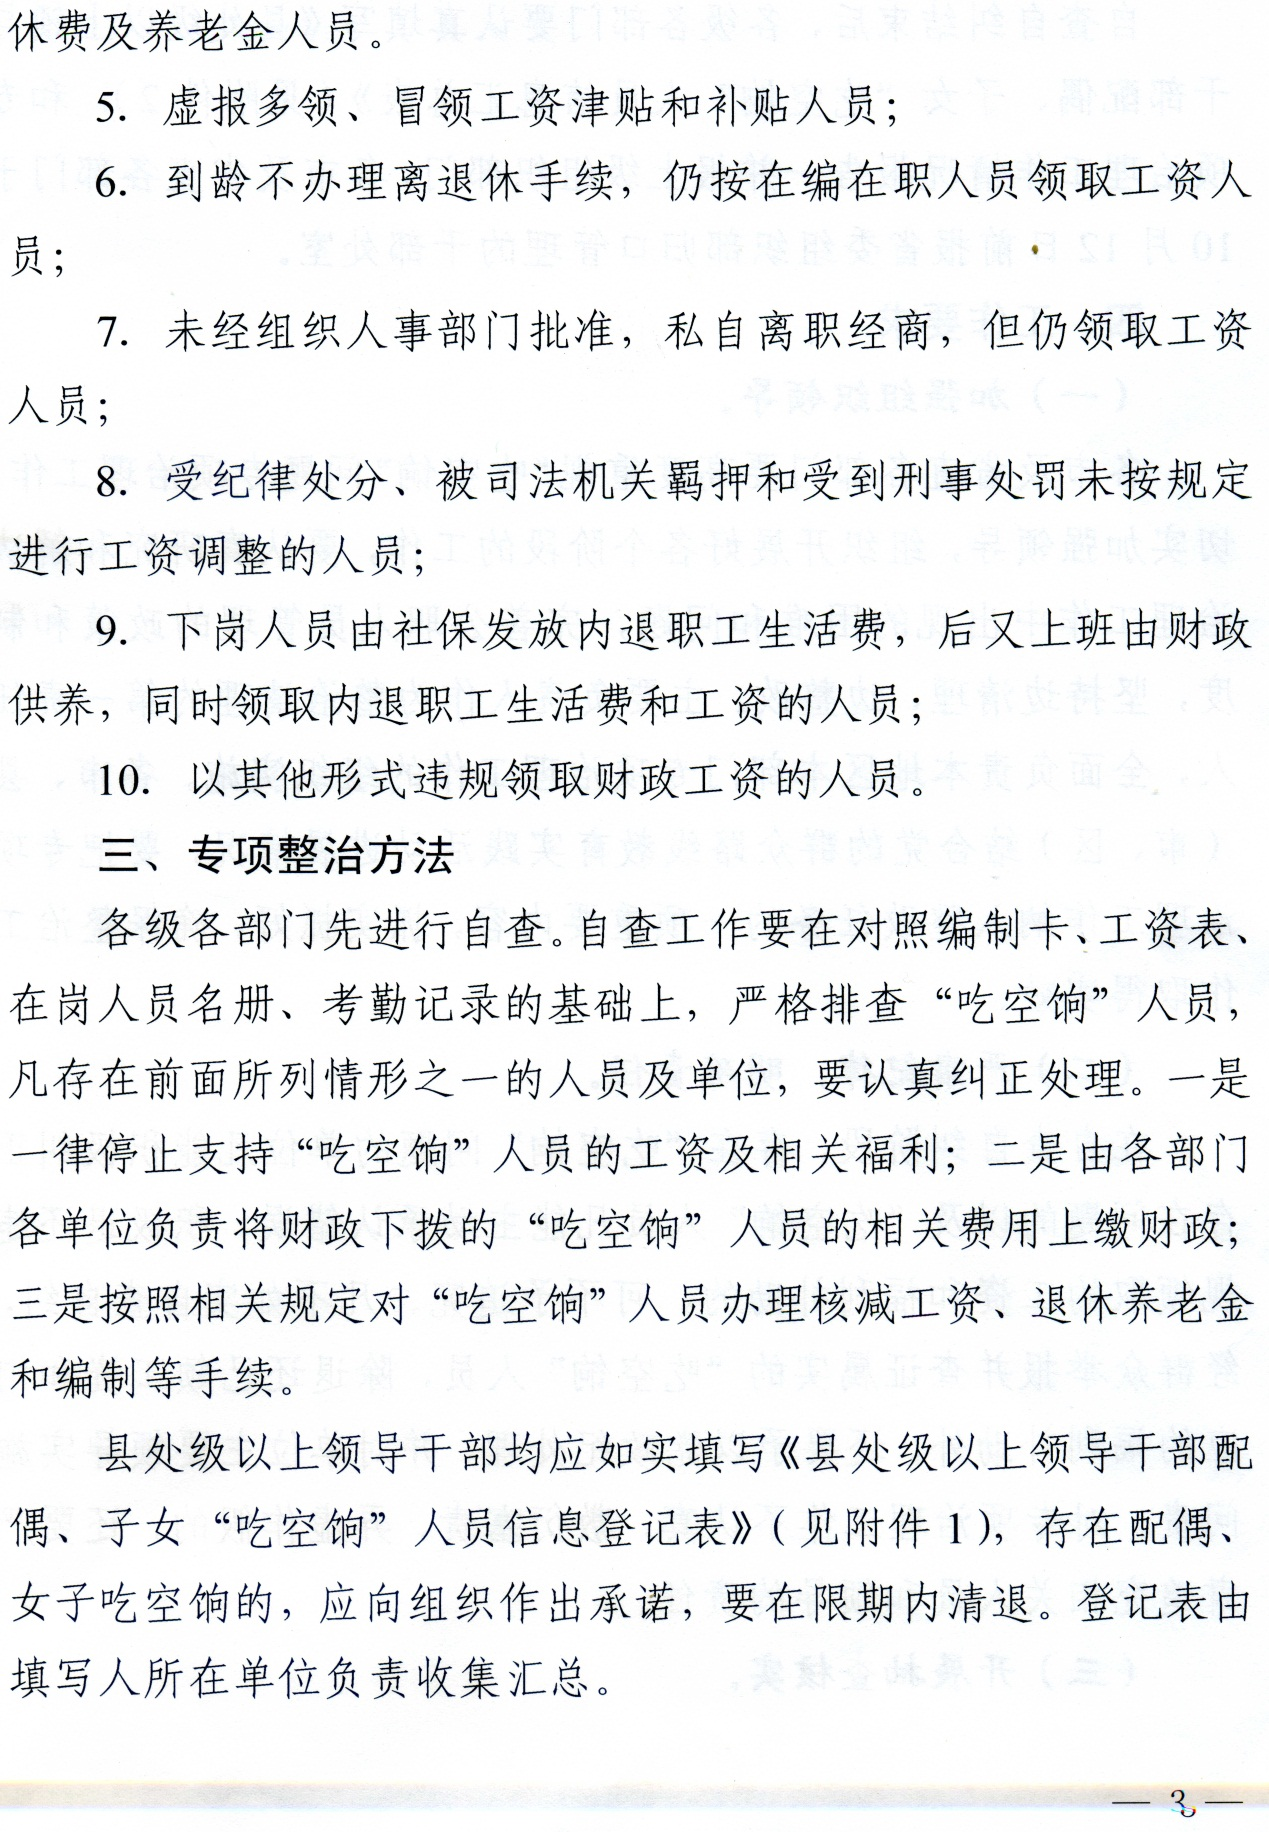 休费及养老金人员。
5. 虚报多领、冒领工资津贴和补贴人员；
6. 到龄不办理离退休手续，仍按在编在职人员领取工资人
员；
7. 未经组织人事部门批准，私自离职经商，但仍领取工资
人员；
8. 受纪律处分、被司法机关羁押和受到刑事处罚未按规定
进行工资调整的人员；
9. 下岗人员由社保发放内退职工生活费，后又上班由财政
供养，同时领取内退职工生活费和工资的人员；
10. 以其他形式违规领取财政工资的人员。
三、专项整治方法
各级各部门先进行自查。自查工作要在对照编制卡、工资表、
在岗人员名册、考勤记录的基础上，严格排查“吃空饷”人员，
凡存在前面所列情形之一的人员及单位，要认真纠正处理。一是
一律停止支持“吃空饷”人员的工资及相关福利；二是由各部门
各单位负责将财政下拨的“吃空饷”人员的相关费用上缴财政；
三是按照相关规定对“吃空饷”人员办理核减工资、退休养老金
和编制等手续。
县处级以上领导干部均应如实填写《县处级以上领导干部配
偶、子女“吃空饷”人员信息登记表》（见附件1），存在配偶、
女子吃空饷的，应向组织作出承诺，要在限期内清退。登记表由
填写人所在单位负责收集汇总。
— 3 —